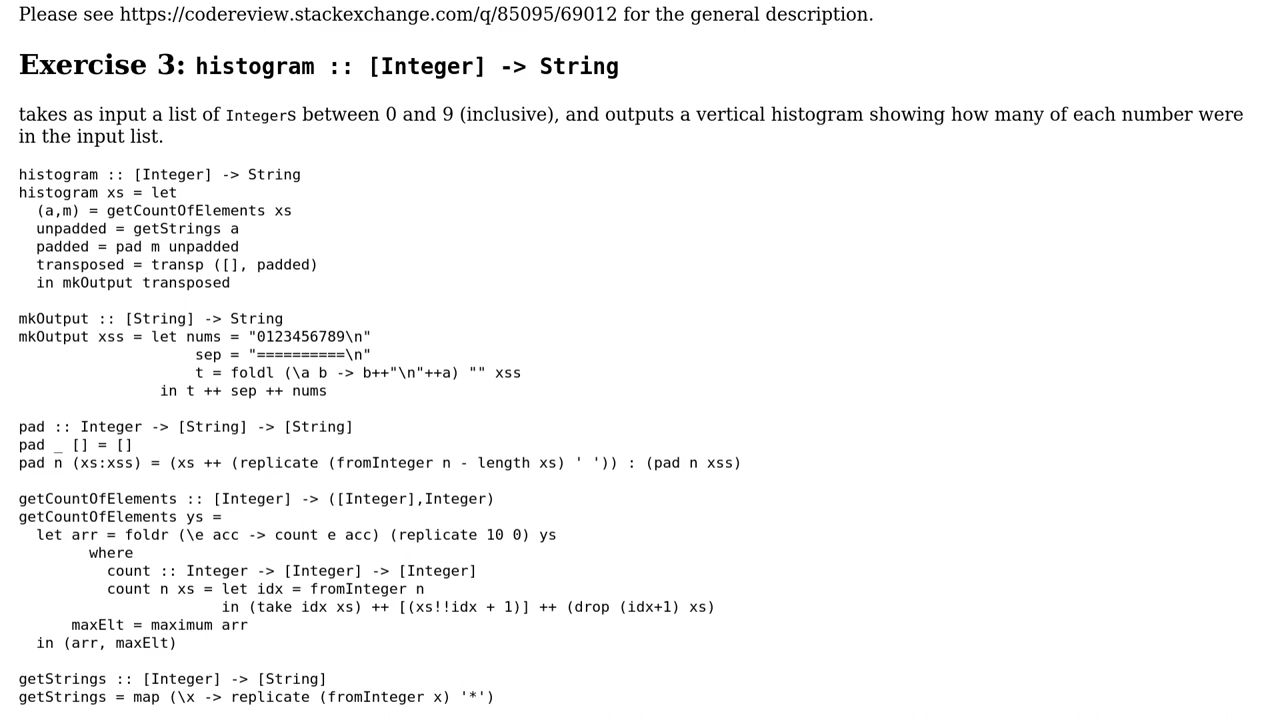 Please see https://codereview.stackexchange.com/q/85095/69012 for the general description.
Exercise 3: histogram :: [Integer] -> String
takes as input a list of Integers between 0 and 9 (inclusive), and outputs a vertical histogram showing how many of each number were
in the input list.
histogram :: [Integer] -> String
histogram xs = let
  (a,m) = getCountOfElements xs
  unpadded = getStrings a
  padded = pad m unpadded
  transposed = transp ([], padded)
  in mkOutput transposed
mkOutput :: [String] -> String
mkOutput xss = let nums = "0123456789\n"
                    sep = "==========\n"
                    t = foldl (\a b -> b++"\n"++a) "" xss
                in t ++ sep ++ nums
pad :: Integer -> [String] -> [String]
pad _ [] = []
pad n (xs:xss) = (xs ++ (replicate (fromInteger n - length xs) ' ')) : (pad n xss)
getCountOfElements :: [Integer] -> ([Integer],Integer)
getCountOfElements ys =
  let arr = foldr (\e acc -> count e acc) (replicate 10 0) ys
        where
          count :: Integer -> [Integer] -> [Integer]
          count n xs = let idx = fromInteger n
                       in (take idx xs) ++ [(xs!!idx + 1)] ++ (drop (idx+1) xs)
      maxElt = maximum arr
  in (arr, maxElt)
getStrings :: [Integer] -> [String]
getStrings = map (\x -> replicate (fromInteger x) '*')